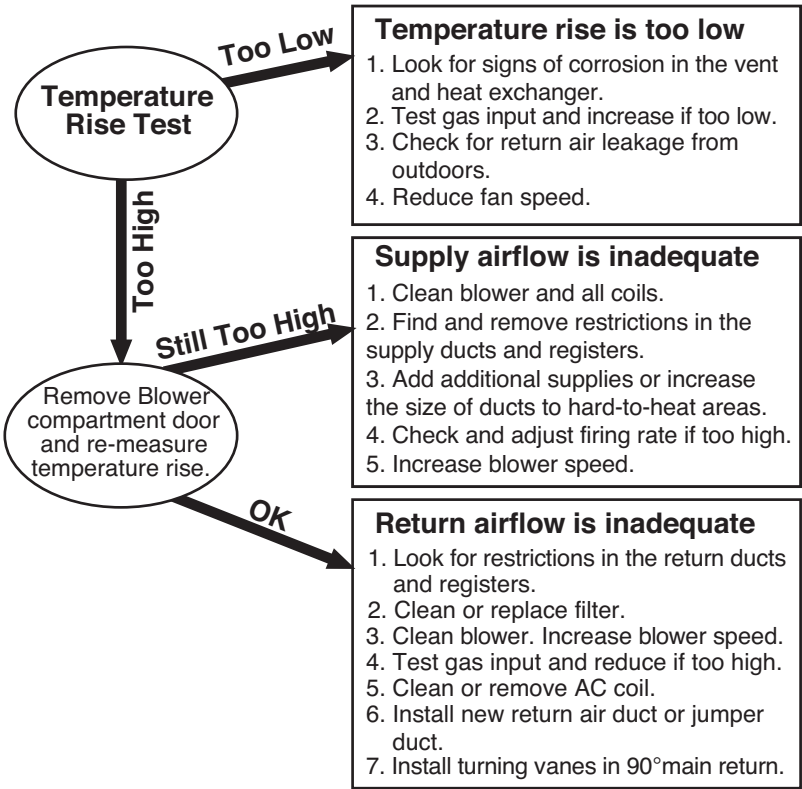 Temperature
Rise Test
Too Low
Temperature rise is too low
1. Look for signs of corrosion in the vent
and heat exchanger.
2. Test gas input and increase if too low.
3. Check for return air leakage from
outdoors.
4. Reduce fan speed.
Too High
Remove Blower
compartment door
and re-measure
temperature rise.
Still Too High
Supply airflow is inadequate
1. Clean blower and all coils.
2. Find and remove restrictions in the
supply ducts and registers.
3. Add additional supplies or increase
the size of ducts to hard-to-heat areas.
4. Check and adjust firing rate if too high.
5. Increase blower speed.
OK
Return airflow is inadequate
1. Look for restrictions in the return ducts
and registers.
2. Clean or replace filter.
3. Clean blower. Increase blower speed.
4. Test gas input and reduce if too high.
5. Clean or remove AC coil.
6. Install new return air duct or jumper
duct.
7. Install turning vanes in 90°main return.